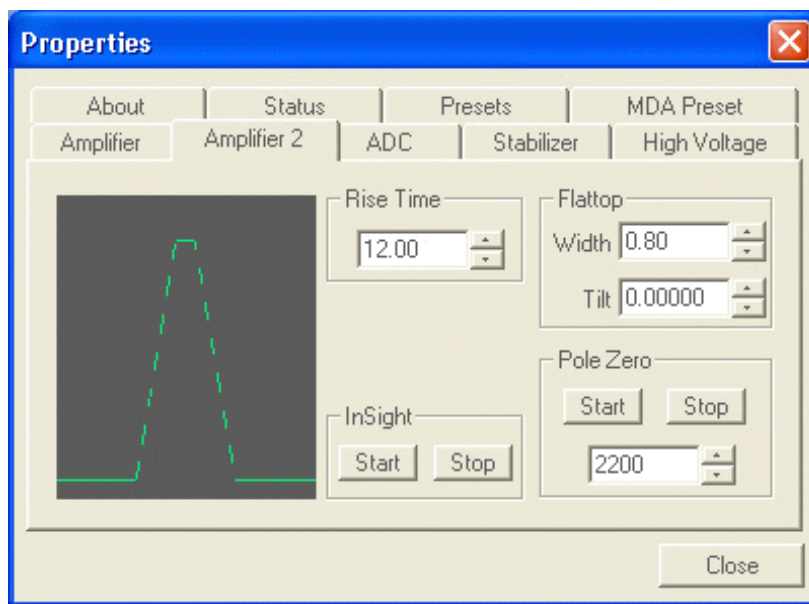 Properties
About Status Presets MDA Preset
Amplifier Amplifier 2 ADC Stabilizer High Voltage
Rise Time
12.00
Flattop
Width 0.80
Tilt 0.00000
InSight
Start Stop
Pole Zero
Start Stop
2200
Close